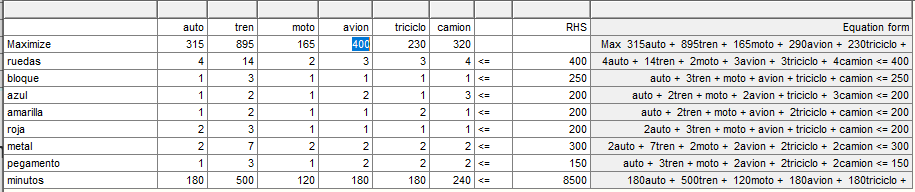 auto tren moto avion triciclo camion RHS Equation form
Maximize 315 895 165 400 230 320 Max 315auto + 895tren + 165moto + 290avion + 230triciclo +
ruedas 4 14 2 3 3 4 <= 400 4auto + 14tren + 2moto + 3avion + 3triciclo + 4camion <= 400
bloque 1 3 1 1 1 1 <= 250 auto + 3tren + moto + avion + triciclo + camion <= 250
azul 1 2 1 2 1 3 <= 200 auto + 2tren + moto + 2avion + triciclo + 3camion <= 200
amarilla 1 2 1 1 2 1 <= 200 auto + 2tren + moto + avion + 2triciclo + camion <= 200
roja 2 3 1 1 1 1 <= 200 2auto + 3tren + moto + avion + triciclo + camion <= 200
metal 2 7 2 2 2 2 <= 300 2auto + 7tren + 2moto + 2avion + 2triciclo + 2camion <= 300
pegamento 1 3 1 2 2 2 <= 150 auto + 3tren + moto + 2avion + 2triciclo + 2camion <= 150
minutos 180 500 120 180 180 240 <= 8500 180auto + 500tren + 120moto + 180avion + 180triciclo +